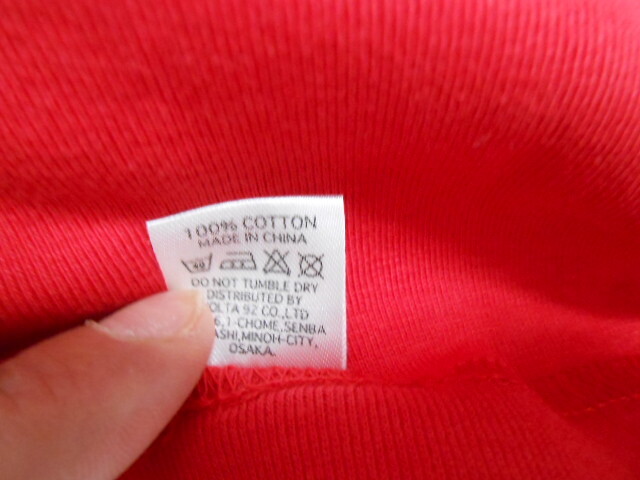 100% COTTON
MADE IN CHINA
40
DO NOT TUMBLE DRY
DISTRIBUTED BY
OLTA 92 CO.,LTD
6,1-CHOME,SENBA
ASHI,MINOH-CITY,
OSAKA.